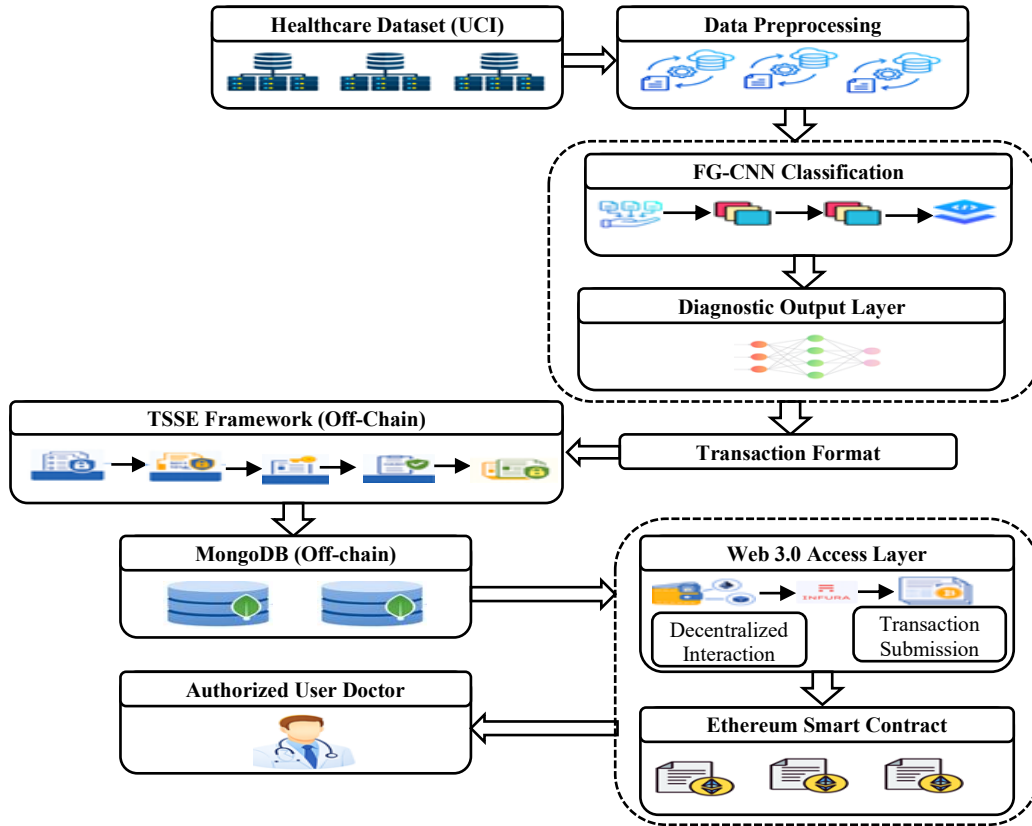 Healthcare Dataset (UCI)
Data Preprocessing
FG-CNN Classification
Diagnostic Output Layer
TSSE Framework (Off-Chain)
Transaction Format
MongoDB (Off-chain)
Web 3.0 Access Layer
INFURA
Decentralized
Interaction
Transaction
Submission
Authorized User Doctor
Ethereum Smart Contract